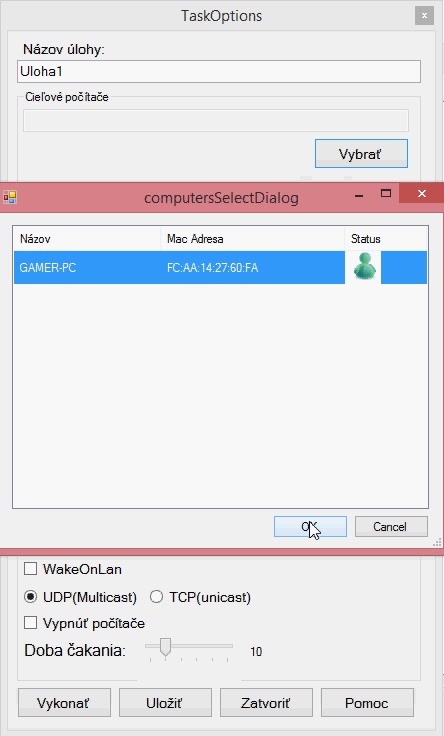 TaskOptions
Názov úlohy:
Uloha1
Cieľové počítače
Vybrať
computersSelectDialog
Názov Mac Adresa Status
GAMER-PC FC:AA:14:27:60:FA
OK Cancel
WakeOnLan
UDP(Multicast) TCP(unicast)
Vypnúť počítače
Doba čakania: 10
Vykonať Uložiť Zatvoriť Pomoc